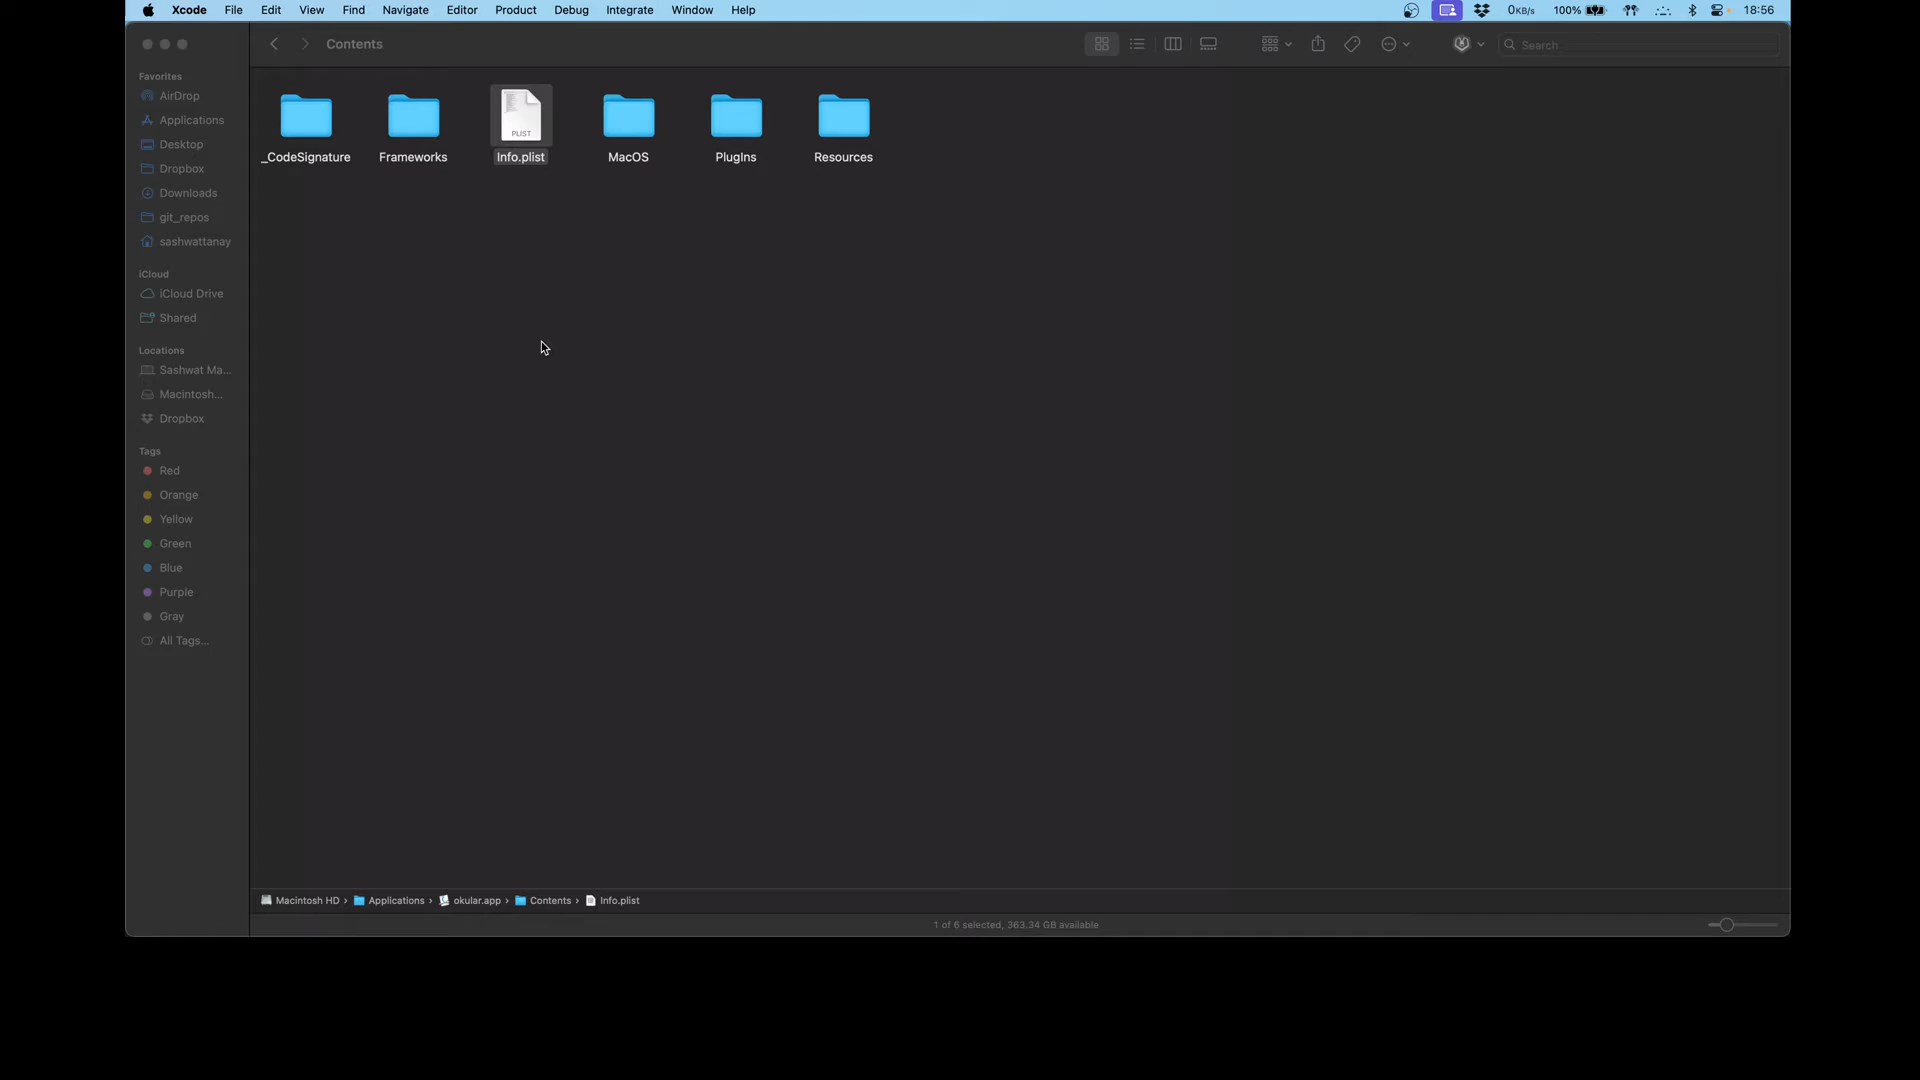 Xcode File Edit View Find Navigate Editor Product Debug Integrate Window Help 0KB/s 100% 18:56
Contents
Search
Favorites
AirDrop
Applications
Desktop
Dropbox
Downloads
git_repos
sashwattanay
iCloud
iCloud Drive
Shared
Locations
Sashwat Ma...
Macintosh...
Dropbox
Tags
Red
Orange
Yellow
Green
Blue
Purple
Gray
All Tags...
PLIST
_CodeSignature Frameworks Info.plist MacOS PlugIns Resources
Macintosh HD › Applications › okular.app › Contents › Info.plist
1 of 6 selected, 363.34 GB available